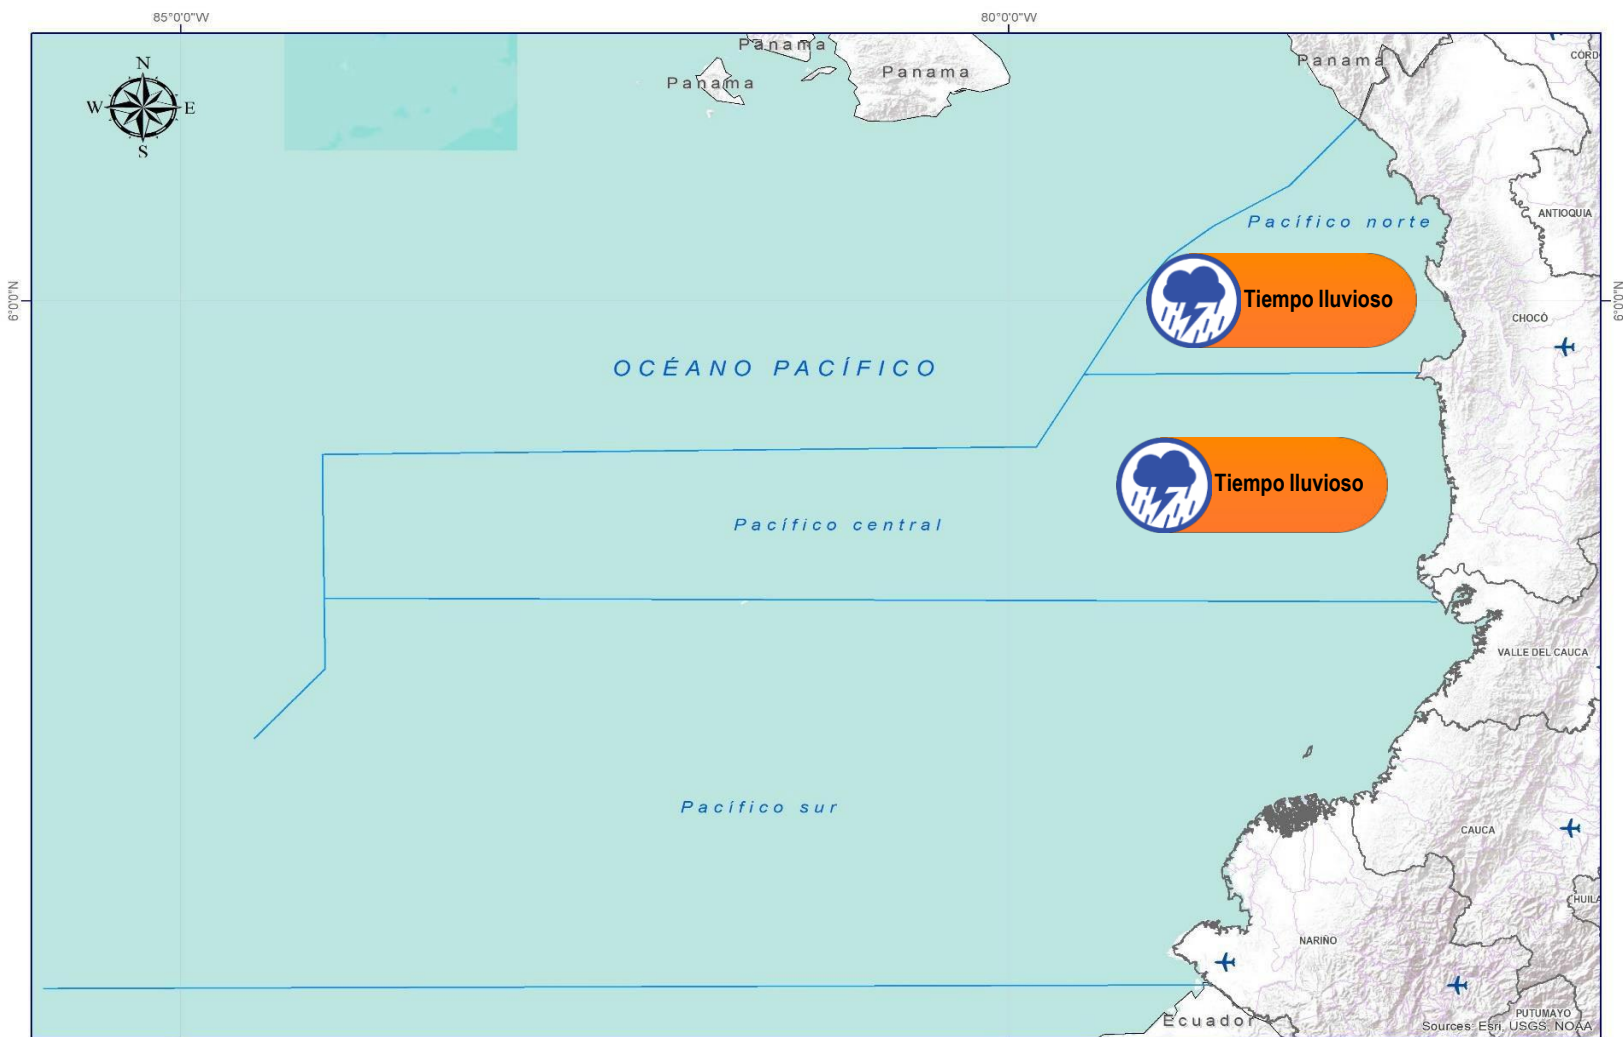 85°0'0"W
80°0'0"W
Panama
Panama
Panama
Panama
CÓRD
N
W
E
S
ANTIOQUIA
Pacífico norte
6°0'0"N
6°0'0"N
Tiempo lluvioso
CHOCÓ
OCÉANO PACÍFICO
Tiempo lluvioso
Pacífico central
VALLE DEL CAUCA
Pacífico sur
CAUCA
HUILA
NARIÑO
PUTUMAYO
Ecuador
Sources: Esri, USGS, NOAA